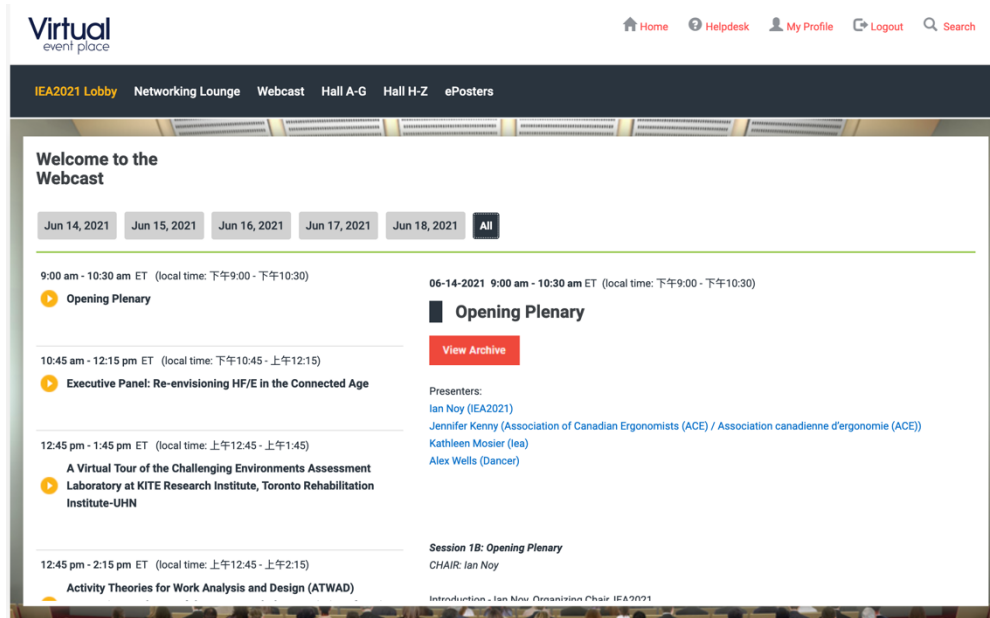 Virtual
event place
Home Helpdesk My Profile Logout Search
IEA2021 Lobby Networking Lounge Webcast Hall A-G Hall H-Z ePosters
Welcome to the
Webcast
Jun 14, 2021 Jun 15, 2021 Jun 16, 2021 Jun 17, 2021 Jun 18, 2021 All
9:00 am - 10:30 am ET (local time: 下午9:00 - 下午10:30)
Opening Plenary
10:45 am - 12:15 pm ET (local time: 下午10:45 - 上午12:15)
Executive Panel: Re-envisioning HF/E in the Connected Age
12:45 pm - 1:45 pm ET (local time: 上午12:45 - 上午1:45)
A Virtual Tour of the Challenging Environments Assessment
Laboratory at KITE Research Institute, Toronto Rehabilitation
Institute-UHN
12:45 pm - 2:15 pm ET (local time: 上午12:45 - 上午2:15)
Activity Theories for Work Analysis and Design (ATWAD)
06-14-2021 9:00 am - 10:30 am ET (local time: 下午9:00 - 下午10:30)
Opening Plenary
View Archive
Presenters:
Ian Noy (IEA2021)
Jennifer Kenny (Association of Canadian Ergonomists (ACE) / Association canadienne d'ergonomie (ACE))
Kathleen Mosier (Iea)
Alex Wells (Dancer)
Session 1B: Opening Plenary
CHAIR: Ian Noy
Introduction - Ian Noy, Organizing Chair, IEA2021